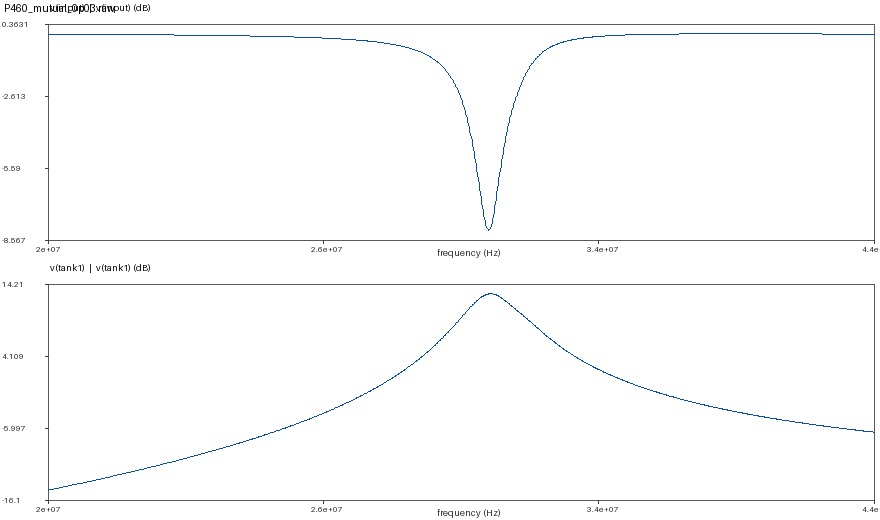 (dB)
0.3631
-2.613
-5.59
-8.567
2e+07
2.6e+07
3.4e+07
4.4e
frequency (Hz)
v(tank1) | v(tank1) (dB)
14.21
4.109
-5.997
-16.1
2e+07
2.6e+07
3.4e+07
4.4e
frequency (Hz)